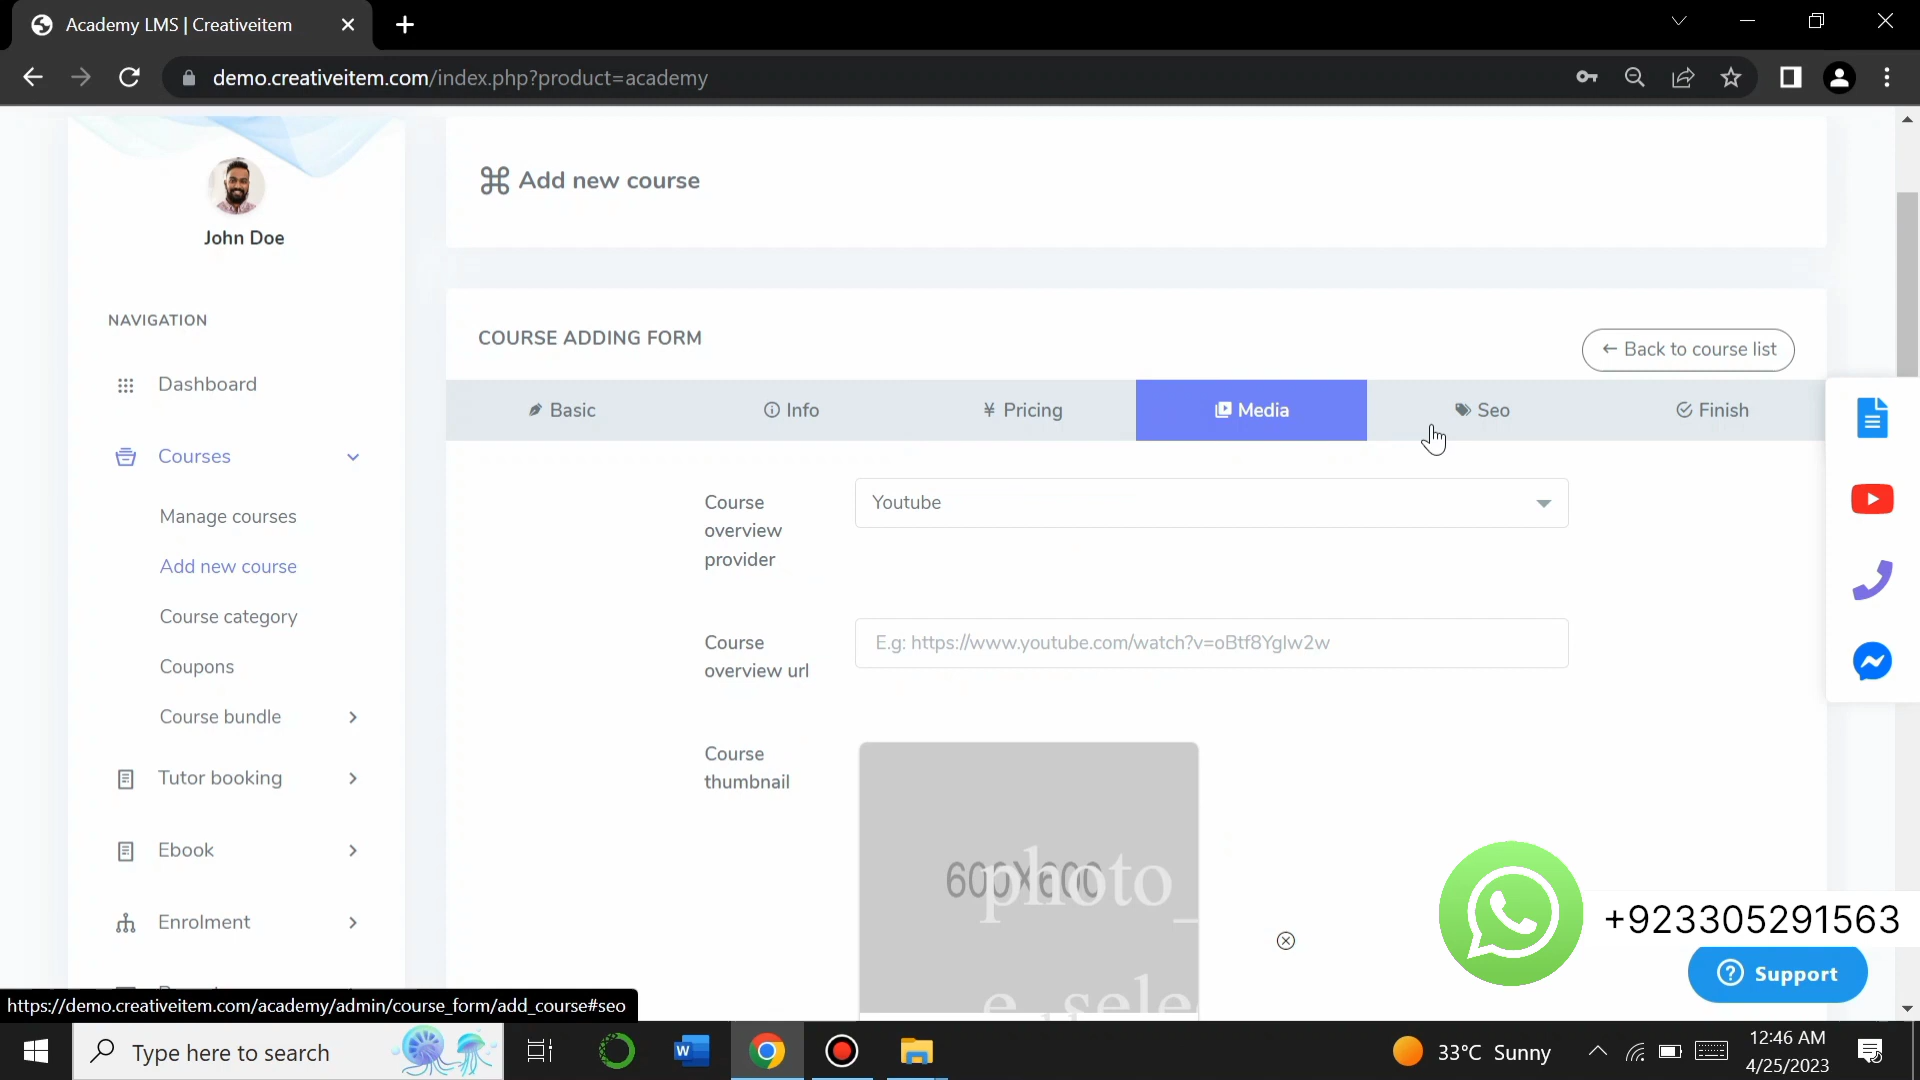 Academy LMS | Creativeitem
demo.creativeitem.com/index.php?product=academy
John Doe
NAVIGATION
Dashboard
Courses
Manage courses
Add new course
Course category
Coupons
Course bundle
Tutor booking
Ebook
Enrolment
Add new course
COURSE ADDING FORM
← Back to course list
Basic
Info
¥ Pricing
Media
Seo
Finish
Course
overview
provider
Youtube
Course
overview url
E.g: https://www.youtube.com/watch?v=oBtf8Yglw2w
Course
thumbnail
600X600
photo_
e_sele
+923305291563
Support
https://demo.creativeitem.com/academy/admin/course_form/add_course#seo
Type here to search
W
33°C Sunny
12:46 AM
4/25/2023